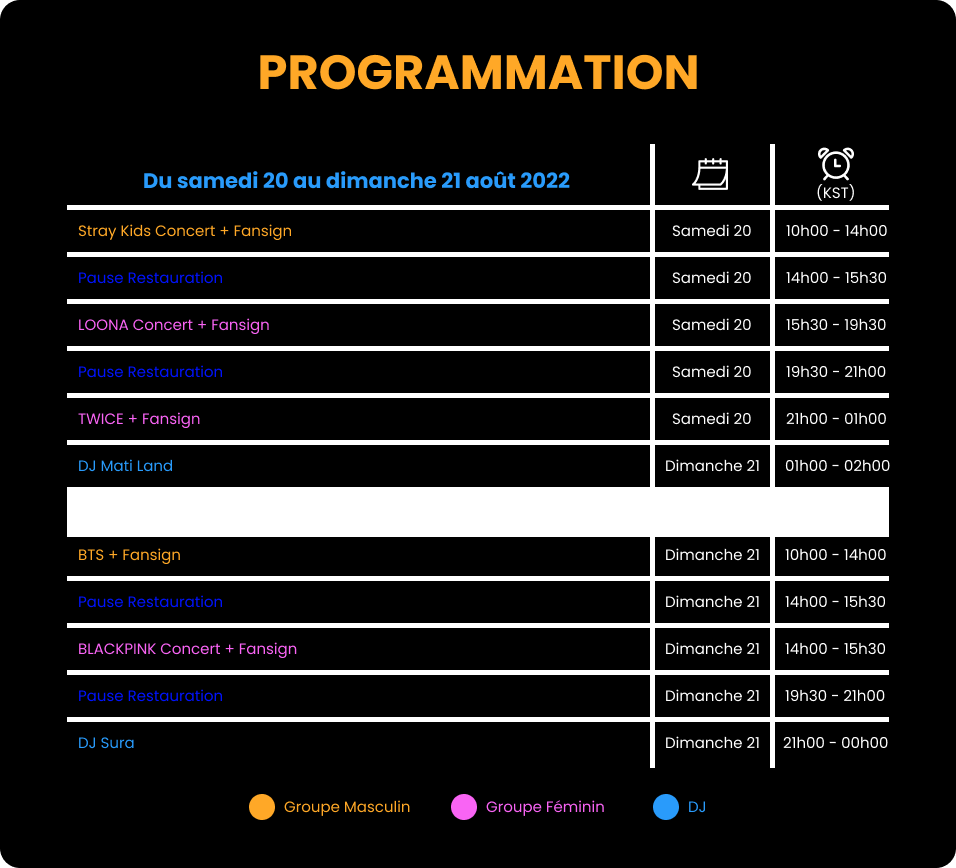 PROGRAMMATION
Du samedi 20 au dimanche 21 août 2022
(KST)
Stray Kids Concert + Fansign Samedi 20 10h00 - 14h00
Pause Restauration Samedi 20 14h00 - 15h30
LOONA Concert + Fansign Samedi 20 15h30 - 19h30
Pause Restauration Samedi 20 19h30 - 21h00
TWICE + Fansign Samedi 20 21h00 - 01h00
DJ Mati Land Dimanche 21 01h00 - 02h00
BTS + Fansign Dimanche 21 10h00 - 14h00
Pause Restauration Dimanche 21 14h00 - 15h30
BLACKPINK Concert + Fansign Dimanche 21 14h00 - 15h30
Pause Restauration Dimanche 21 19h30 - 21h00
DJ Sura Dimanche 21 21h00 - 00h00
Groupe Masculin Groupe Féminin DJ